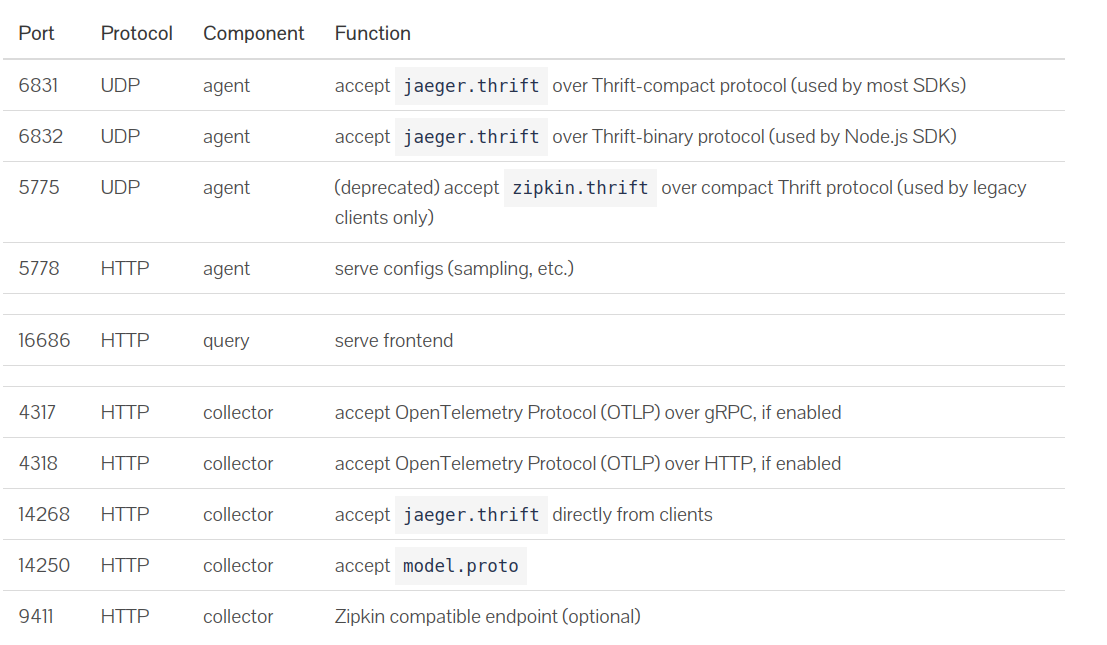 Port Protocol Component Function
6831 UDP agent accept jaeger.thrift over Thrift-compact protocol (used by most SDKs)
6832 UDP agent accept jaeger.thrift over Thrift-binary protocol (used by Node.js SDK)
5775 UDP agent (deprecated) accept zipkin.thrift over compact Thrift protocol (used by legacy
clients only)
5778 HTTP agent serve configs (sampling, etc.)
16686 HTTP query serve frontend
4317 HTTP collector accept OpenTelemetry Protocol (OTLP) over gRPC, if enabled
4318 HTTP collector accept OpenTelemetry Protocol (OTLP) over HTTP, if enabled
14268 HTTP collector accept jaeger.thrift directly from clients
14250 HTTP collector accept model.proto
9411 HTTP collector Zipkin compatible endpoint (optional)